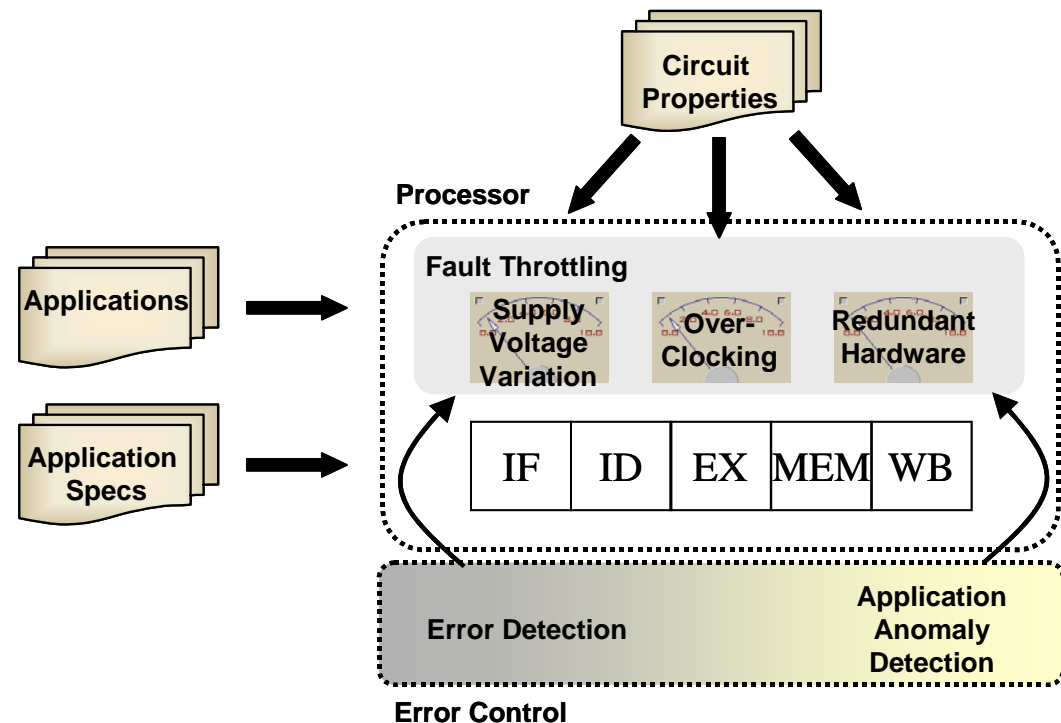 Circuit
Properties
Processor
Applications
Fault Throttling
Supply
Voltage
Variation
Over-
Clocking
Redundant
Hardware
Application
Specs
IF ID EX MEM WB
Error Detection
Application
Anomaly
Detection
Error Control